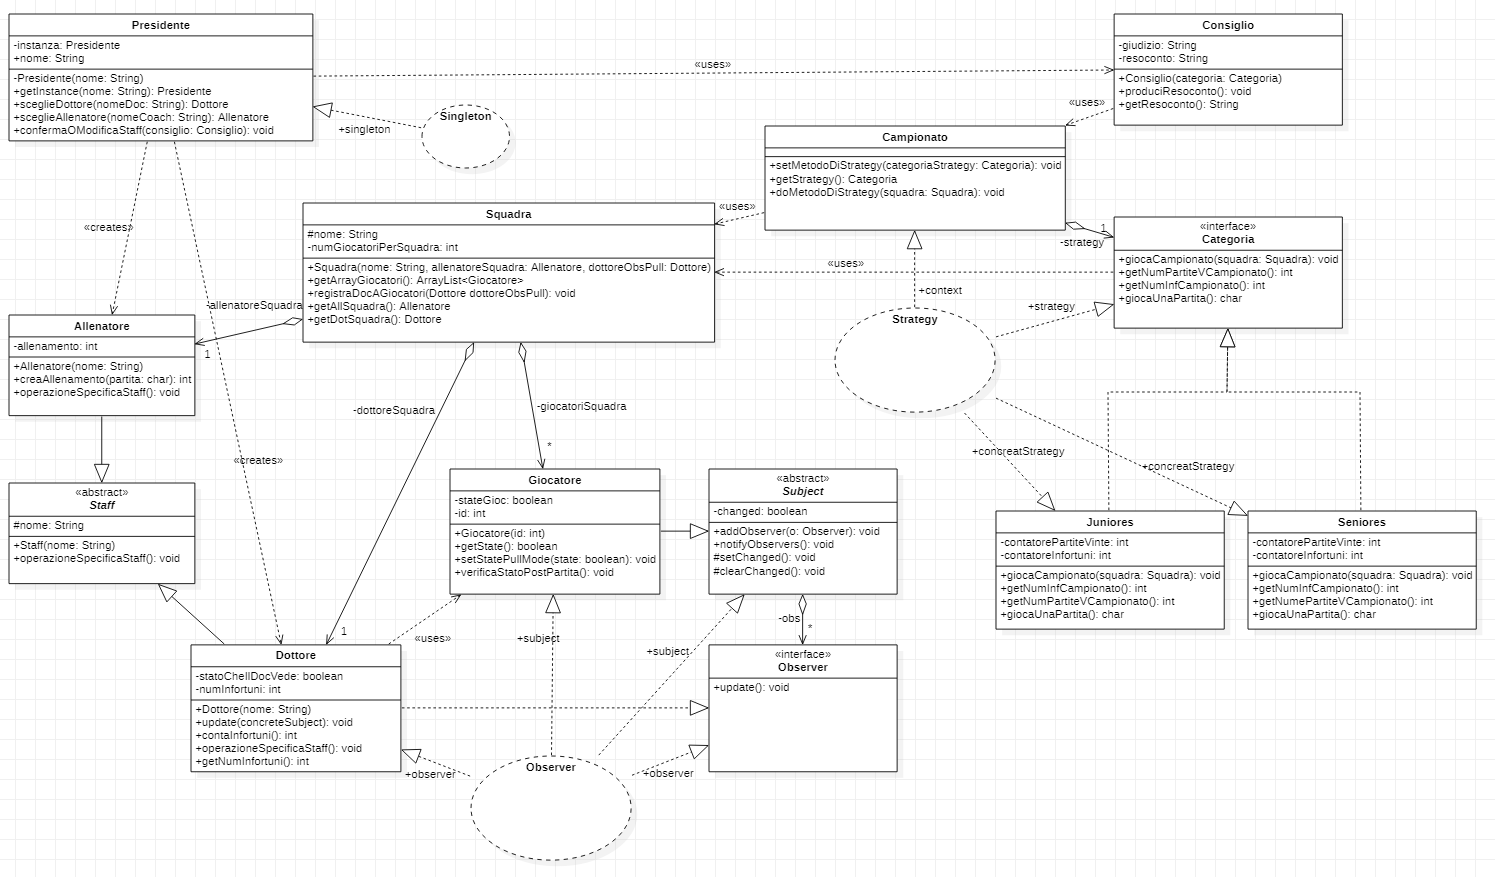 Presidente
-instanza: Presidente
+nome: String
-Presidente(nome: String)
+getInstance(nome: String): Presidente
+sceglieDottore(nomeDoc: String): Dottore
+sceglieAllenatore(nomeCoach: String): Allenatore
+confermaOModificaStaff(consiglio: Consiglio): void
«uses»
Consiglio
-giudizio: String
-resoconto: String
+Consiglio(categoria: Categoria)
+produciResoconto(): void
+getResoconto(): String
«uses»
Singleton
+singleton
Campionato
+setMetodoDiStrategy(categoriaStrategy: Categoria): void
+getStrategy(): Categoria
+doMetodoDiStrategy(squadra: Squadra): void
«uses»
1
-strategy
«creates»
Squadra
#nome: String
-numGiocatoriPerSquadra: int
+Squadra(nome: String, allenatoreSquadra: Allenatore, dottoreObsPull: Dottore)
+getArrayGiocatori(): ArrayList<Giocatore>
+registraDocAGiocatori(Dottore dottoreObsPull): void
+getAllSquadra(): Allenatore
+getDotSquadra(): Dottore
«interface»
Categoria
+giocaCampionato(squadra: Squadra): void
+getNumPartiteVCampionato(): int
+getNumInfCampionato(): int
+giocaUnaPartita(): char
«uses»
+context
+strategy
Strategy
-allenatoreSquadra
1
Allenatore
-allenamento: int
+Allenatore(nome: String)
+creaAllenamento(partita: char): int
+operazioneSpecificaStaff(): void
-dottoreSquadra
-giocatoriSquadra
*
+concreatStrategy
+concreatStrategy
«creates»
«abstract»
Staff
#nome: String
+Staff(nome: String)
+operazioneSpecificaStaff(): void
Giocatore
-stateGioc: boolean
-id: int
+Giocatore(id: int)
+getState(): boolean
+setStatePullMode(state: boolean): void
+verificaStatoPostPartita(): void
«abstract»
Subject
-changed: boolean
+addObserver(o: Observer): void
+notifyObservers(): void
#setChanged(): void
#clearChanged(): void
Juniores
-contatorePartiteVinte: int
-contatoreInfortuni: int
+giocaCampionato(squadra: Squadra): void
+getNumInfCampionato(): int
+getNumPartiteVCampionato(): int
+giocaUnaPartita(): char
Seniores
-contatorePartiteVinte: int
-contatoreInfortuni: int
+giocaCampionato(squadra: Squadra): void
+getNumInfCampionato(): int
+getNumePartiteVCampionato(): int
+giocaUnaPartita(): char
1
«uses»
+subject
+subject
-obs
*
Dottore
-statoChelIDocVede: boolean
-numInfortuni: int
+Dottore(nome: String)
+update(concreteSubject): void
+contaInfortuni(): int
+operazioneSpecificaStaff(): void
+getNumInfortuni(): int
«interface»
Observer
+update(): void
+observer
+observer
Observer